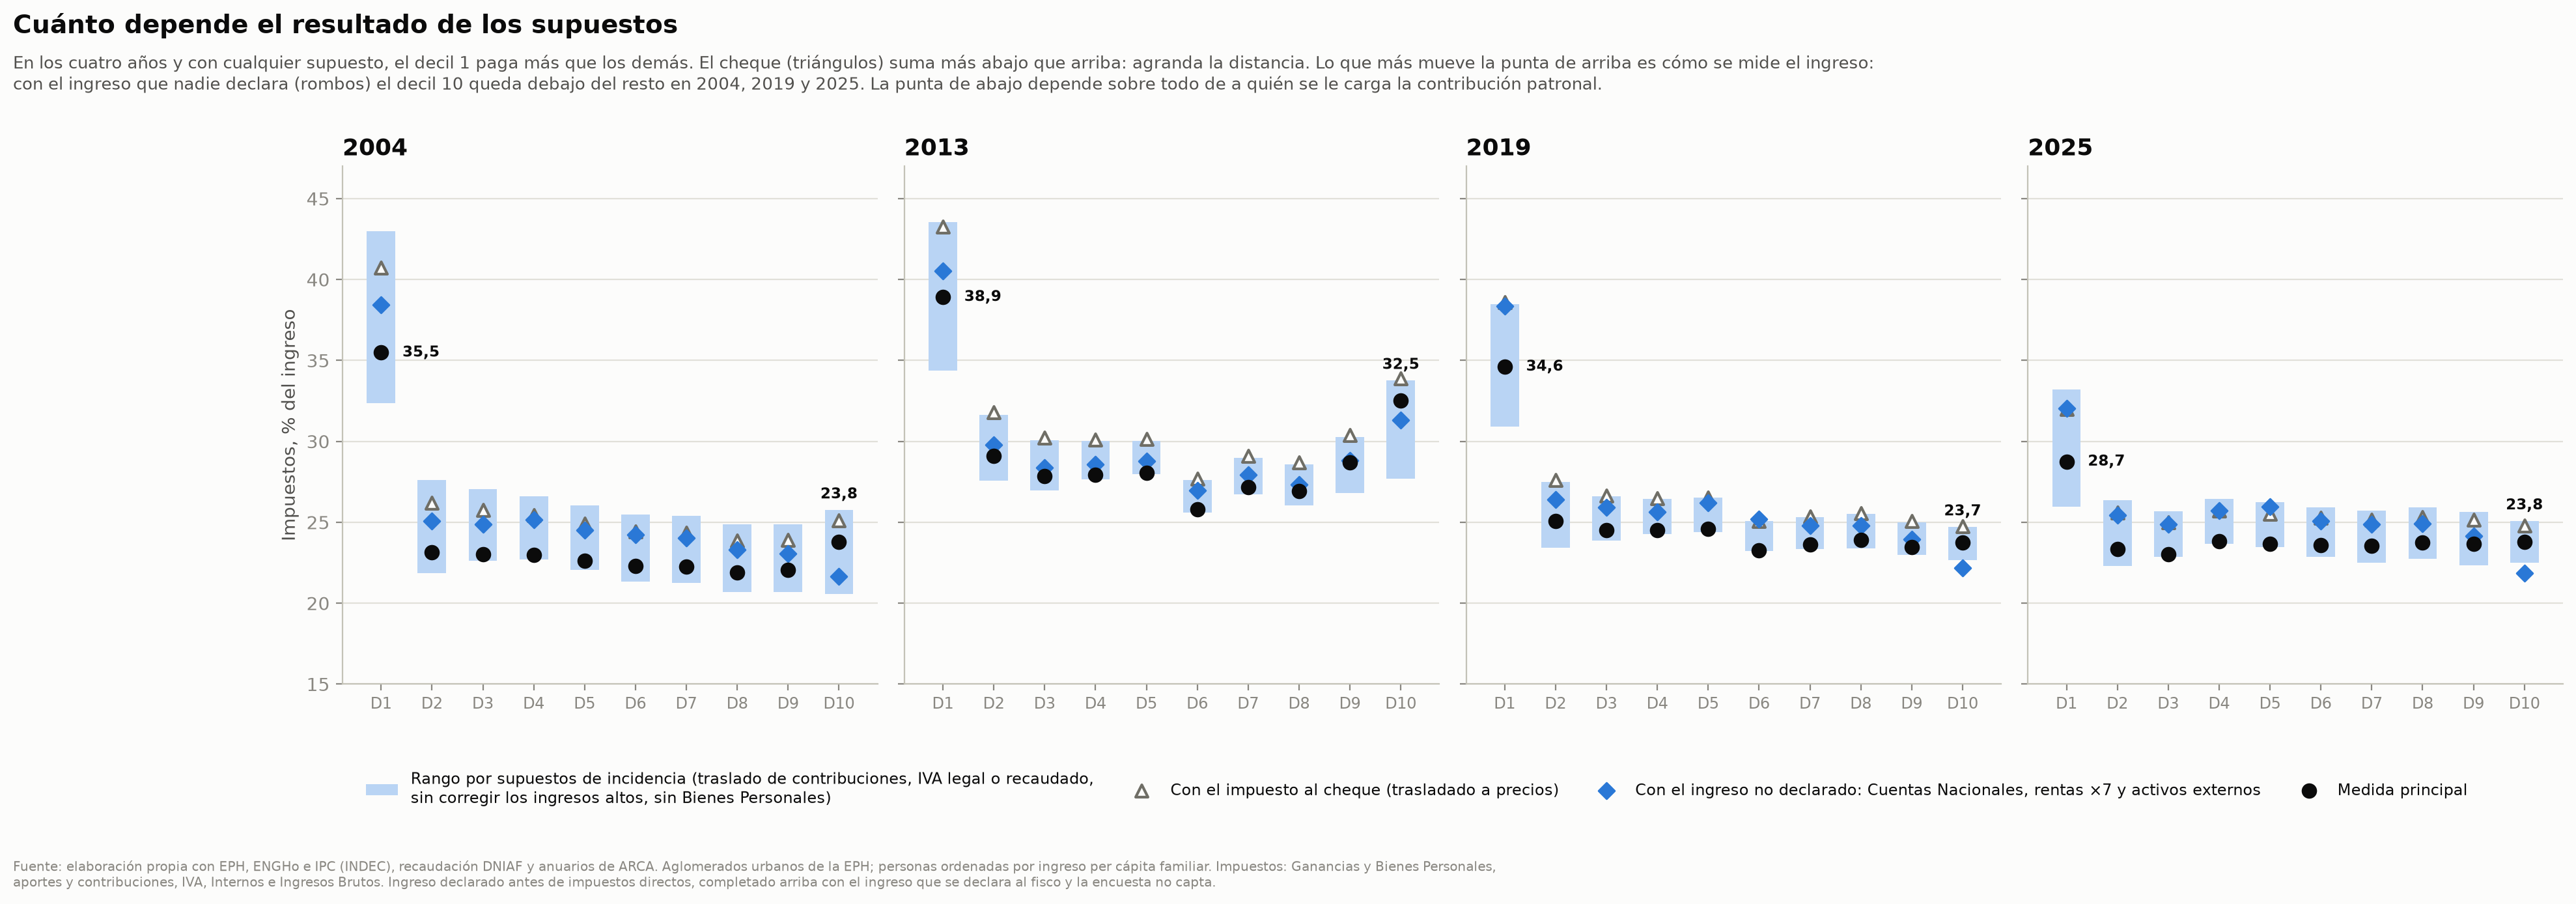 Cuánto depende el resultado de los supuestos
En los cuatro años y con cualquier supuesto, el decil 1 paga más que los demás. El cheque (triángulos) suma más abajo que arriba: agranda la distancia. Lo que más mueve la punta de arriba es cómo se mide el ingreso:
con el ingreso que nadie declara (rombos) el decil 10 queda debajo del resto en 2004, 2019 y 2025. La punta de abajo depende sobre todo de a quién se le carga la contribución patronal.
2004
2013
2019
2025
Impuestos, % del ingreso
45
40
35
30
25
20
15
35,5
23,8
38,9
32,5
34,6
23,7
28,7
23,8
D1 D2 D3 D4 D5 D6 D7 D8 D9 D10
D1 D2 D3 D4 D5 D6 D7 D8 D9 D10
D1 D2 D3 D4 D5 D6 D7 D8 D9 D10
D1 D2 D3 D4 D5 D6 D7 D8 D9 D10
Rango por supuestos de incidencia (traslado de contribuciones, IVA legal o recaudado,
sin corregir los ingresos altos, sin Bienes Personales)
Con el impuesto al cheque (trasladado a precios)
Con el ingreso no declarado: Cuentas Nacionales, rentas ×7 y activos externos
Medida principal
Fuente: elaboración propia con EPH, ENGHo e IPC (INDEC), recaudación DNIAF y anuarios de ARCA. Aglomerados urbanos de la EPH; personas ordenadas por ingreso per cápita familiar. Impuestos: Ganancias y Bienes Personales,
aportes y contribuciones, IVA, Internos e Ingresos Brutos. Ingreso declarado antes de impuestos directos, completado arriba con el ingreso que se declara al fisco y la encuesta no capta.